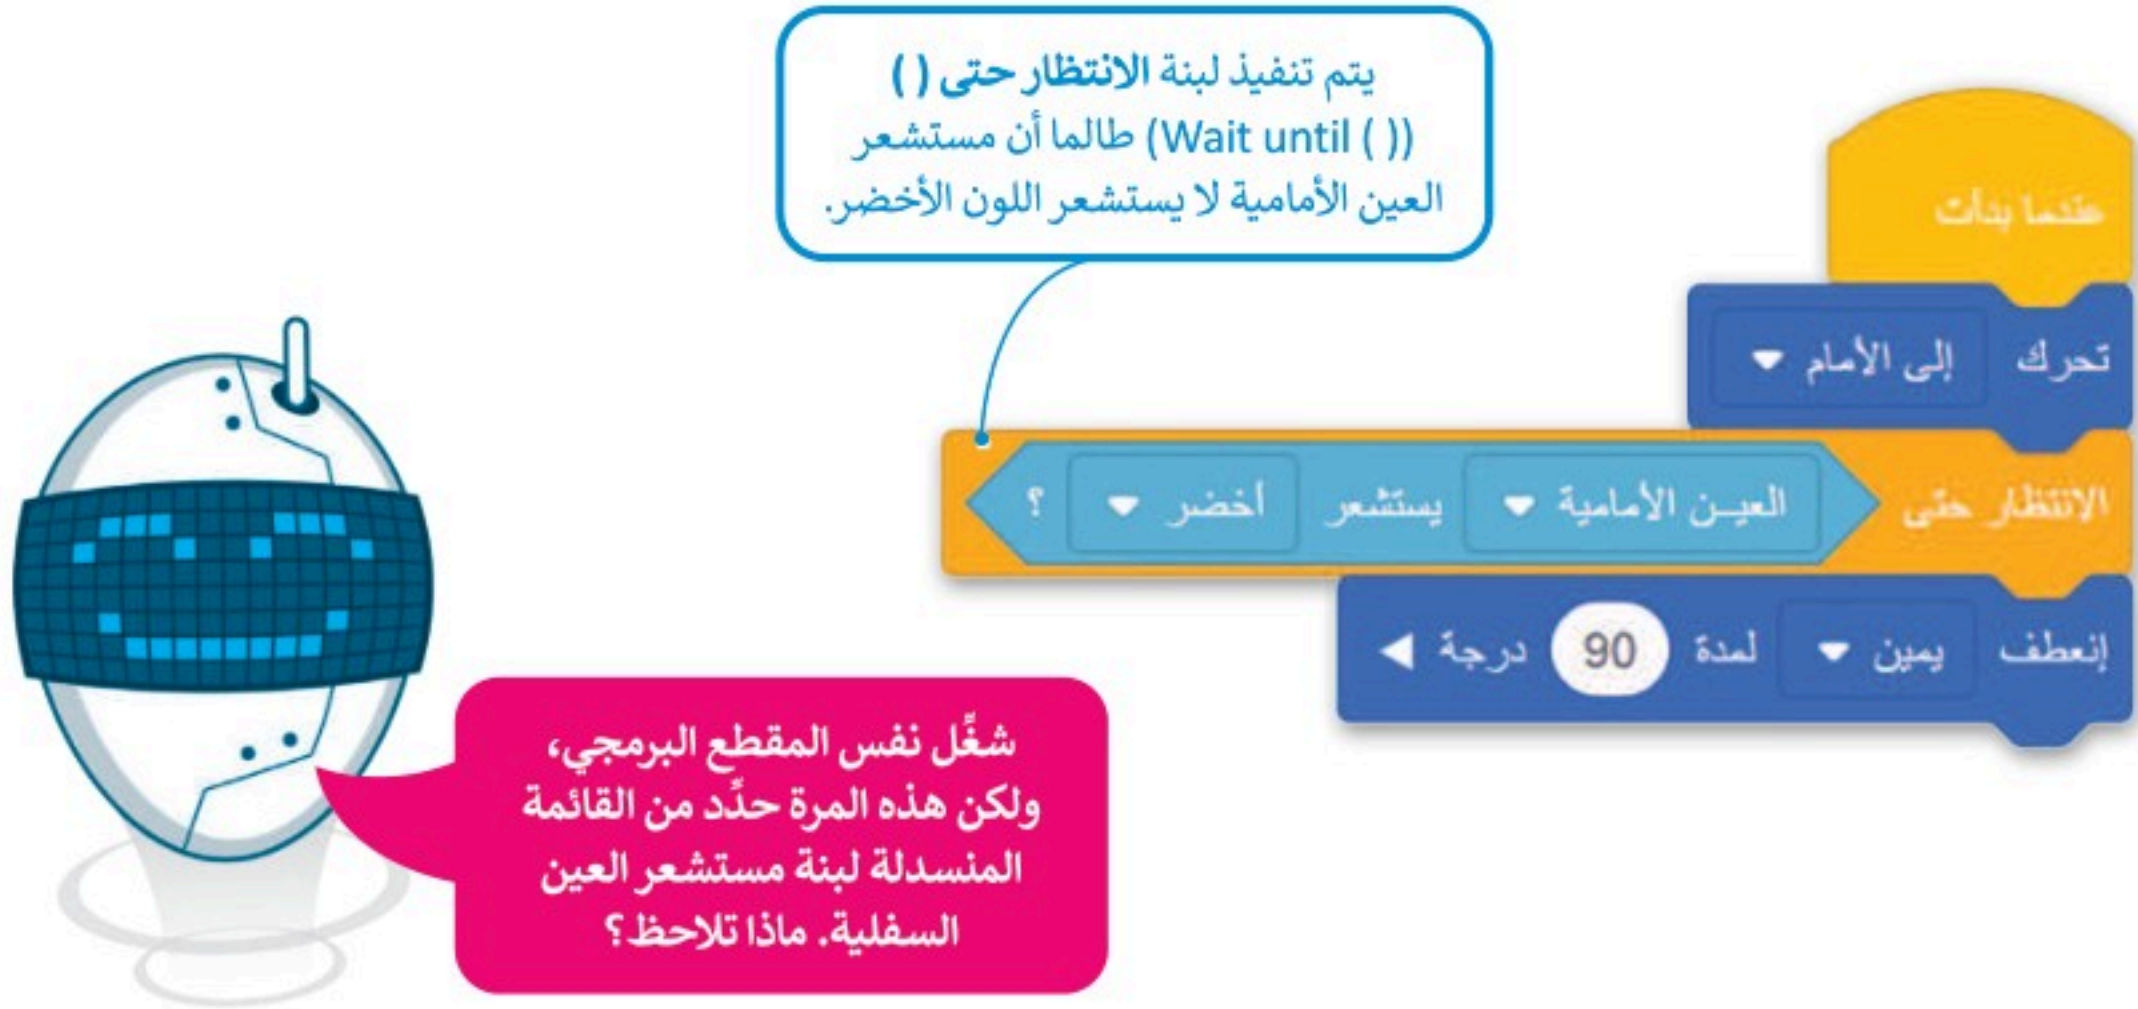 يتم تنفيذ لبنة الانتظار حتى ( )
(Wait until ( )) طالما أن مستشعر
العين الأمامية لا يستشعر اللون الأخضر.
عندما بدأت
تحرك إلى الأمام
الانتظار حتى العين الأمامية يستشعر أخضر ؟
إنعطف يمين لمدة 90 درجة
شغِّل نفس المقطع البرمجي،
ولكن هذه المرة حدِّد من القائمة
المنسدلة لبنة مستشعر العين
السفلية. ماذا تلاحظ؟